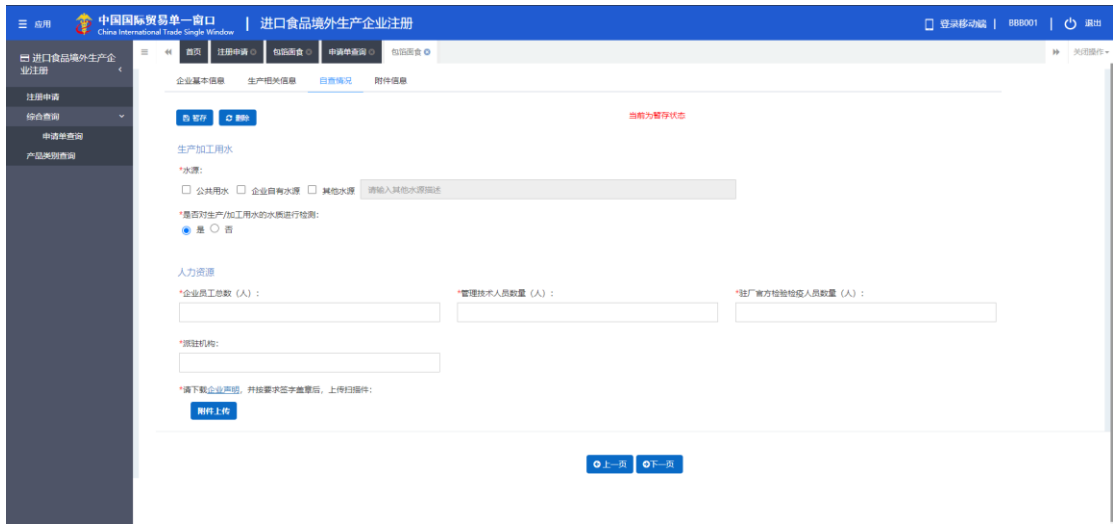 应用 中国国际贸易单一窗口 | 进口食品境外生产企业注册 登录移动端 | BBB001 | 退出
China International Trade Single Window
进口食品境外生产企业注册
首页 注册申请 包馅面食 申请单查询 包馅面食 关闭操作
企业基本信息 生产相关信息 自查情况 附件信息
注册申请
综合查询
申请单查询
产品类别查询
暂存 删除 当前为暂存状态
生产加工用水
*水源:
公共用水 企业自有水源 其他水源 请输入其他水源描述
*是否对生产/加工用水的水质进行检测:
是 否
人力资源
*企业员工总数（人）: *管理技术人员数量（人）: *驻厂官方检验检疫人员数量（人）:
*派驻机构:
*请下载企业声明，并按要求签字盖章后，上传扫描件:
附件上传
上一页 下一页